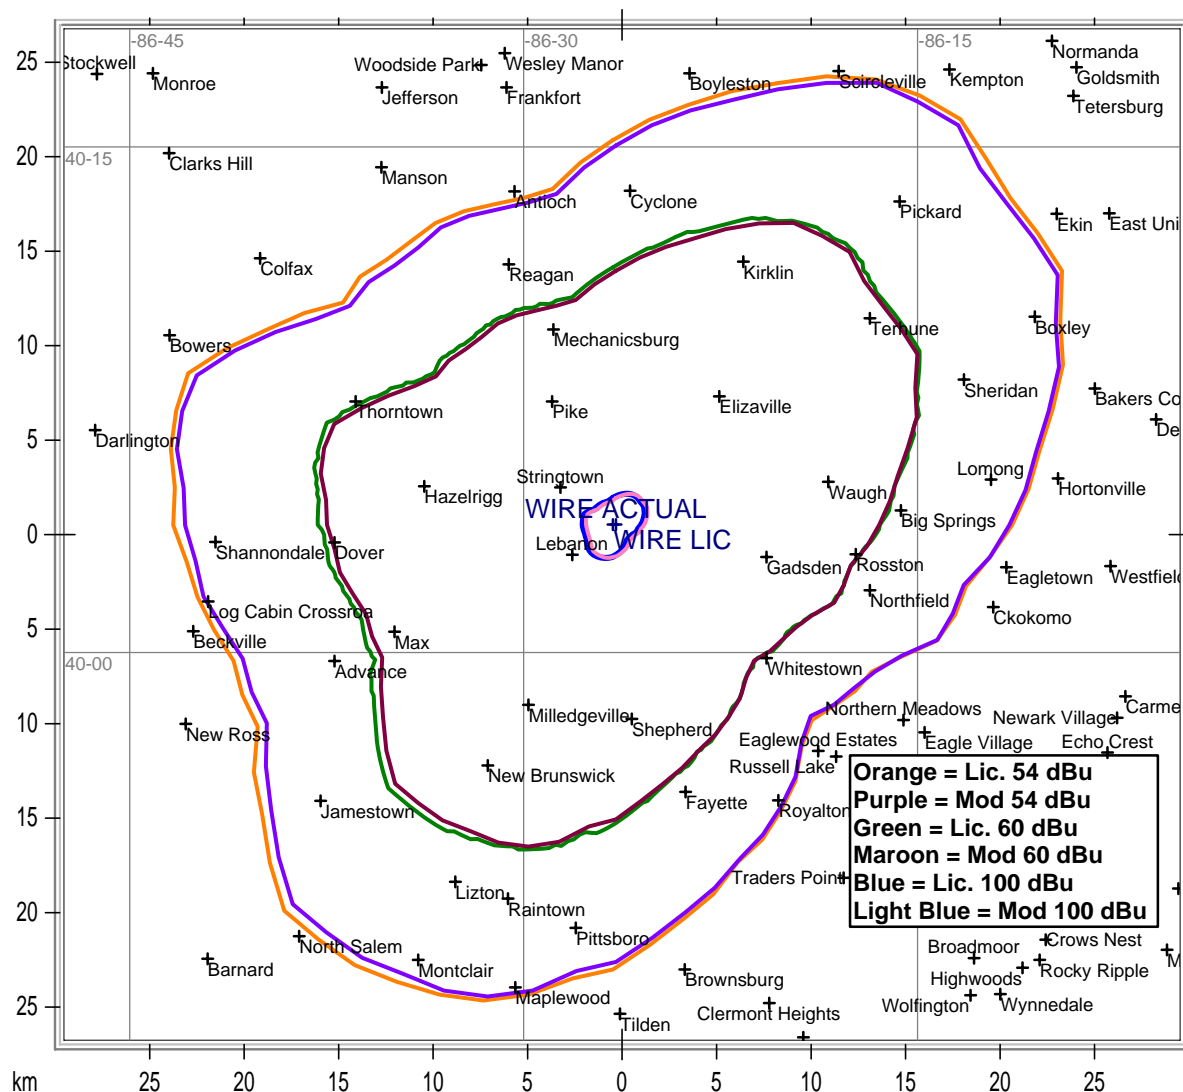 -86-45
-86-30
-86-15
Normanda
Stockwell
Monroe
Woodside Park
Wesley Manor
Jefferson
Frankfort
Boyleston
Scircleville
Kempton
Goldsmith
Tetersburg
40-15
Clarks Hill
Manson
Antioch
Cyclone
Pickard
Ekin
East Uni
Colfax
Reagan
Kirklin
Bowers
Mechanicsburg
Terhune
Boxley
Sheridan
Bakers Co
Thorntown
Pike
Elizaville
Darlington
De
Hazelrigg
Stringtown
Waugh
Lomong
Hortonville
WIRE ACTUAL
WIRE LIC
Big Springs
Shannondale
Dover
Lebanon
Gadsden
Rosston
Eagletown
Westfield
Log Cabin Crossroa
Northfield
Ckokomo
Beckville
Max
40-00
Advance
Whitestown
New Ross
Milledgeville
Shepherd
Northern Meadows
Newark Village
Carme
Eaglewood Estates
Eagle Village
Echo Crest
New Brunswick
Russell Lake
Jamestown
Fayette
Royalton
Orange = Lic. 54 dBu
Purple = Mod 54 dBu
Green = Lic. 60 dBu
Maroon = Mod 60 dBu
Blue = Lic. 100 dBu
Light Blue = Mod 100 dBu
Traders Point
Lizton
Raintown
North Salem
Pittsboro
Broadmoor
Crows Nest
M
Barnard
Montclair
Brownsburg
Highwoods
Rocky Ripple
Maplewood
Clermont Heights
Wolfington
Wynnedale
Tilden
25
20
15
10
5
0
5
10
15
20
25
km
25
20
15
10
5
0
5
10
15
20
25